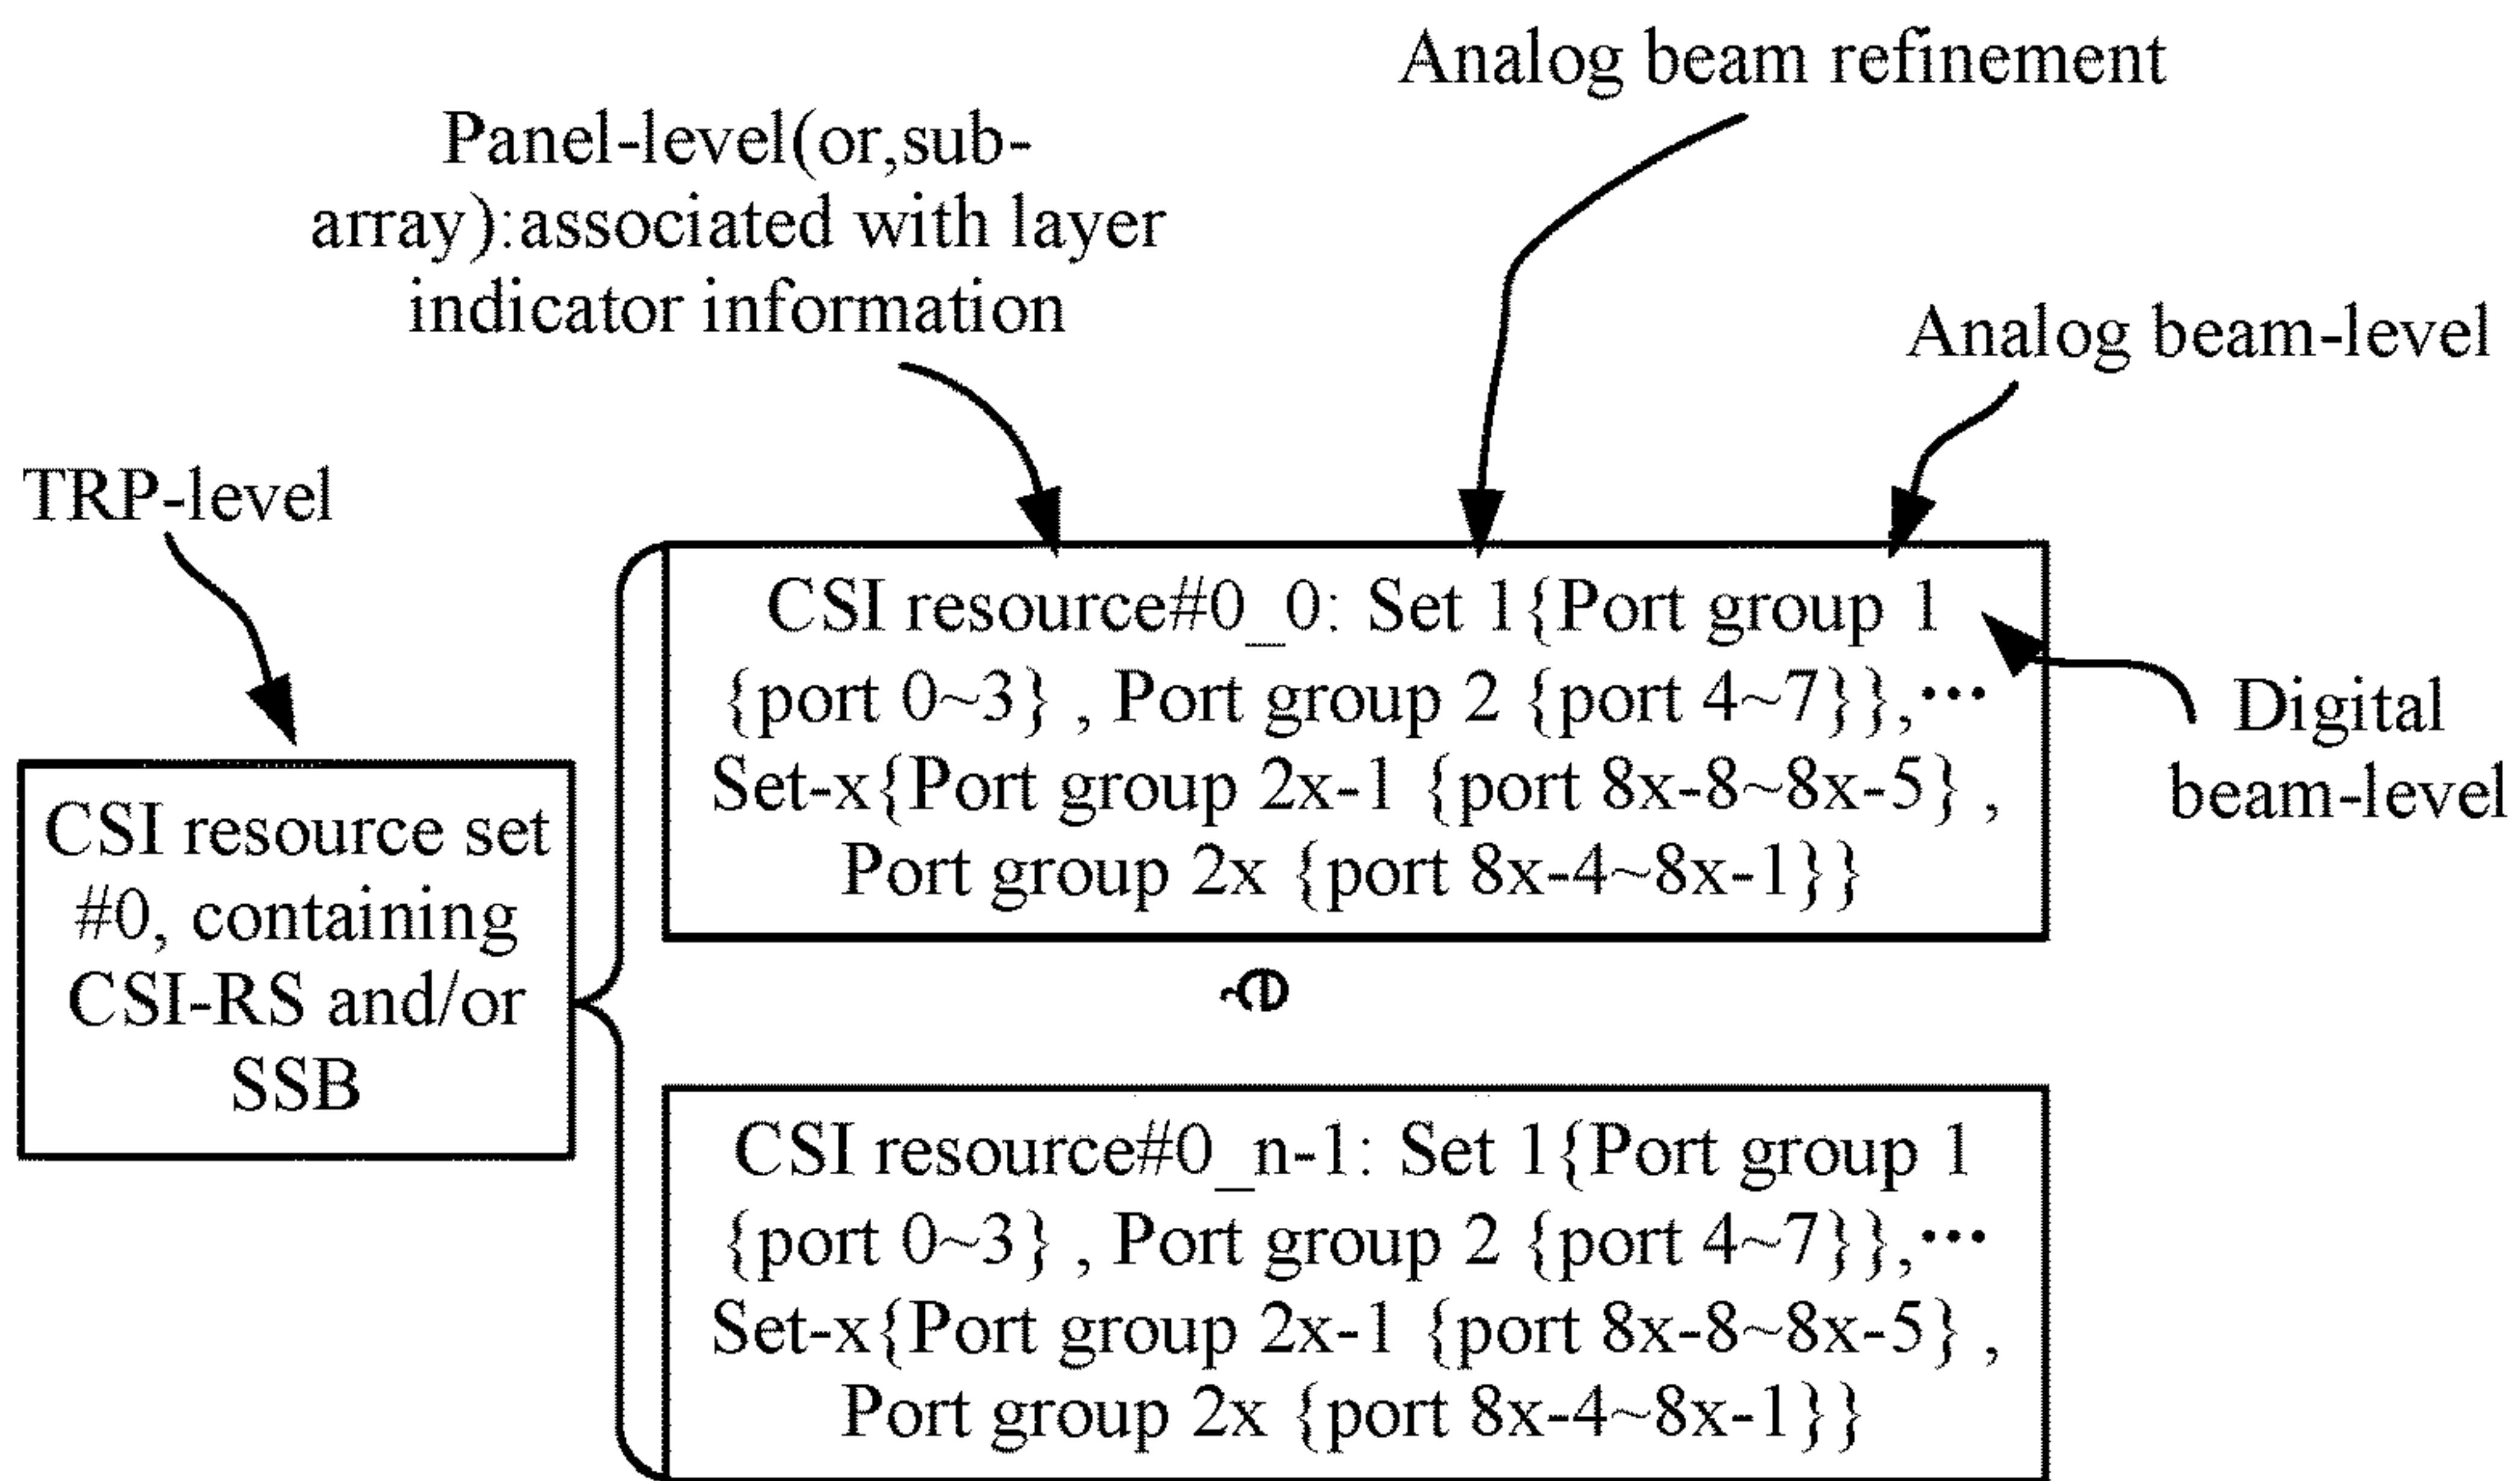 Analog beam refinement
Panel-level(or,sub-
array):associated with layer
indicator information
Analog beam-level
TRP-level
CSI resource#0_0: Set 1{Port group 1
{port 0~3} , Port group 2 {port 4~7}},···
Set-x{Port group 2x-1 {port 8x-8~8x-5} ,
Port group 2x {port 8x-4~8x-1}}
Digital
beam-level
CSI resource set
#0, containing
CSI-RS and/or
SSB
CSI resource#0_n-1: Set 1{Port group 1
{port 0~3} , Port group 2 {port 4~7}},···
Set-x{Port group 2x-1 {port 8x-8~8x-5} ,
Port group 2x {port 8x-4~8x-1}}